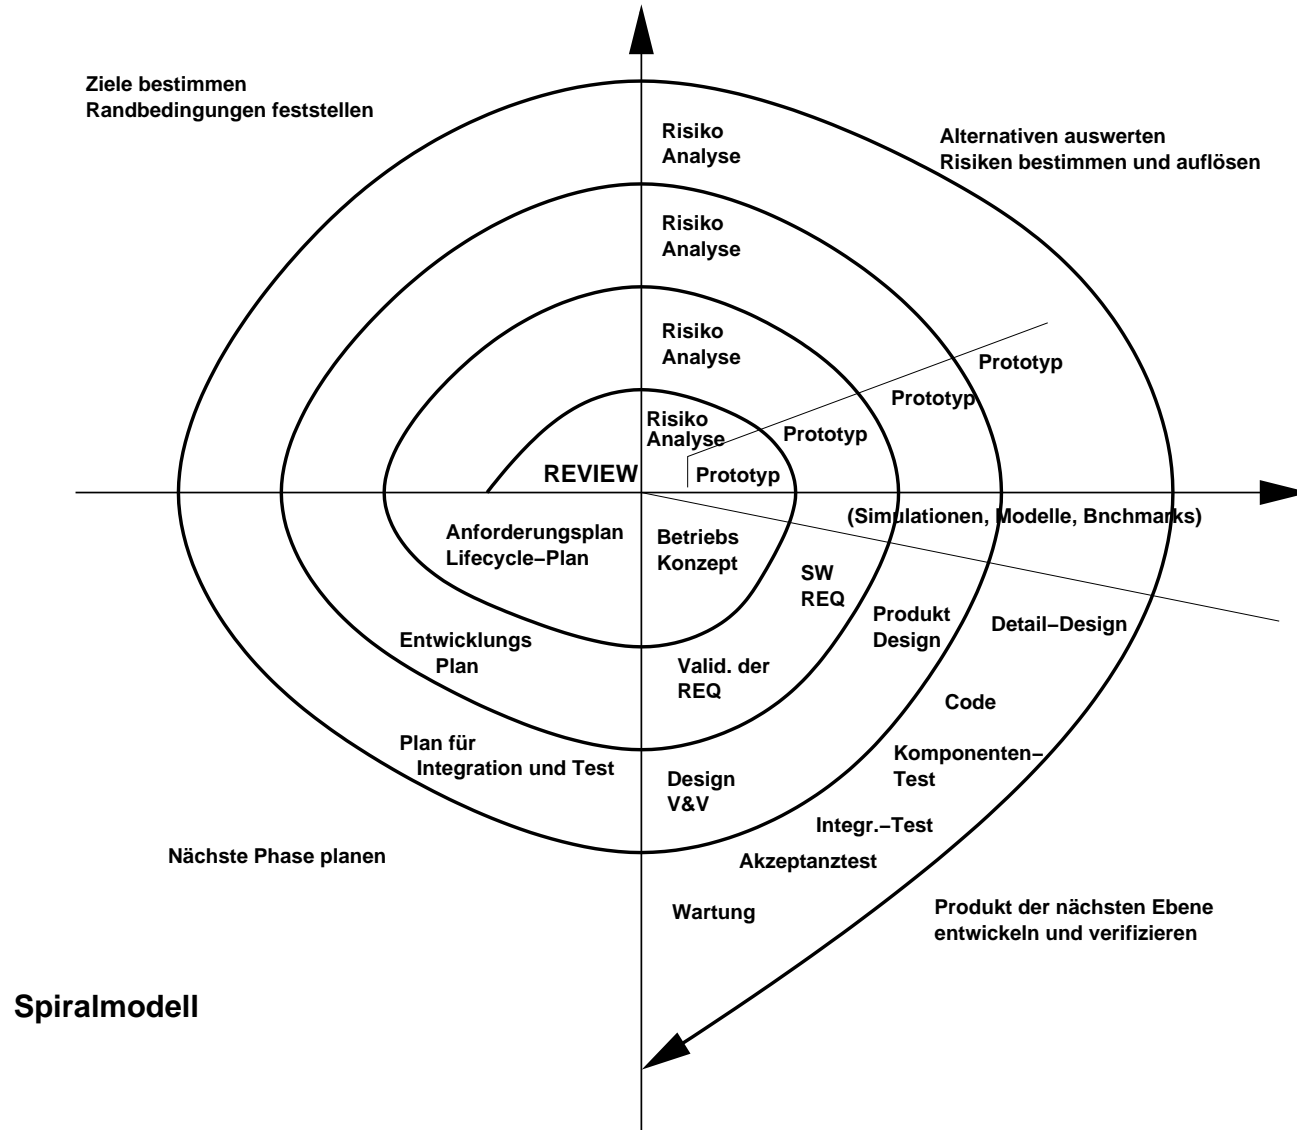 Ziele bestimmen
Randbedingungen feststellen
Risiko
Analyse
Alternativen auswerten
Risiken bestimmen und auflösen
Risiko
Analyse
Risiko
Analyse
Prototyp
Prototyp
Risiko
Analyse
Prototyp
REVIEW
Prototyp
(Simulationen, Modelle, Bnchmarks)
Anforderungsplan
Lifecycle–Plan
Betriebs
Konzept
SW
REQ
Produkt
Design
Detail–Design
Entwicklungs
Plan
Valid. der
REQ
Code
Plan für
Integration und Test
Komponenten–
Test
Design
V&V
Integr.–Test
Akzeptanztest
Nächste Phase planen
Wartung
Produkt der nächsten Ebene
entwickeln und verifizieren
Spiralmodell